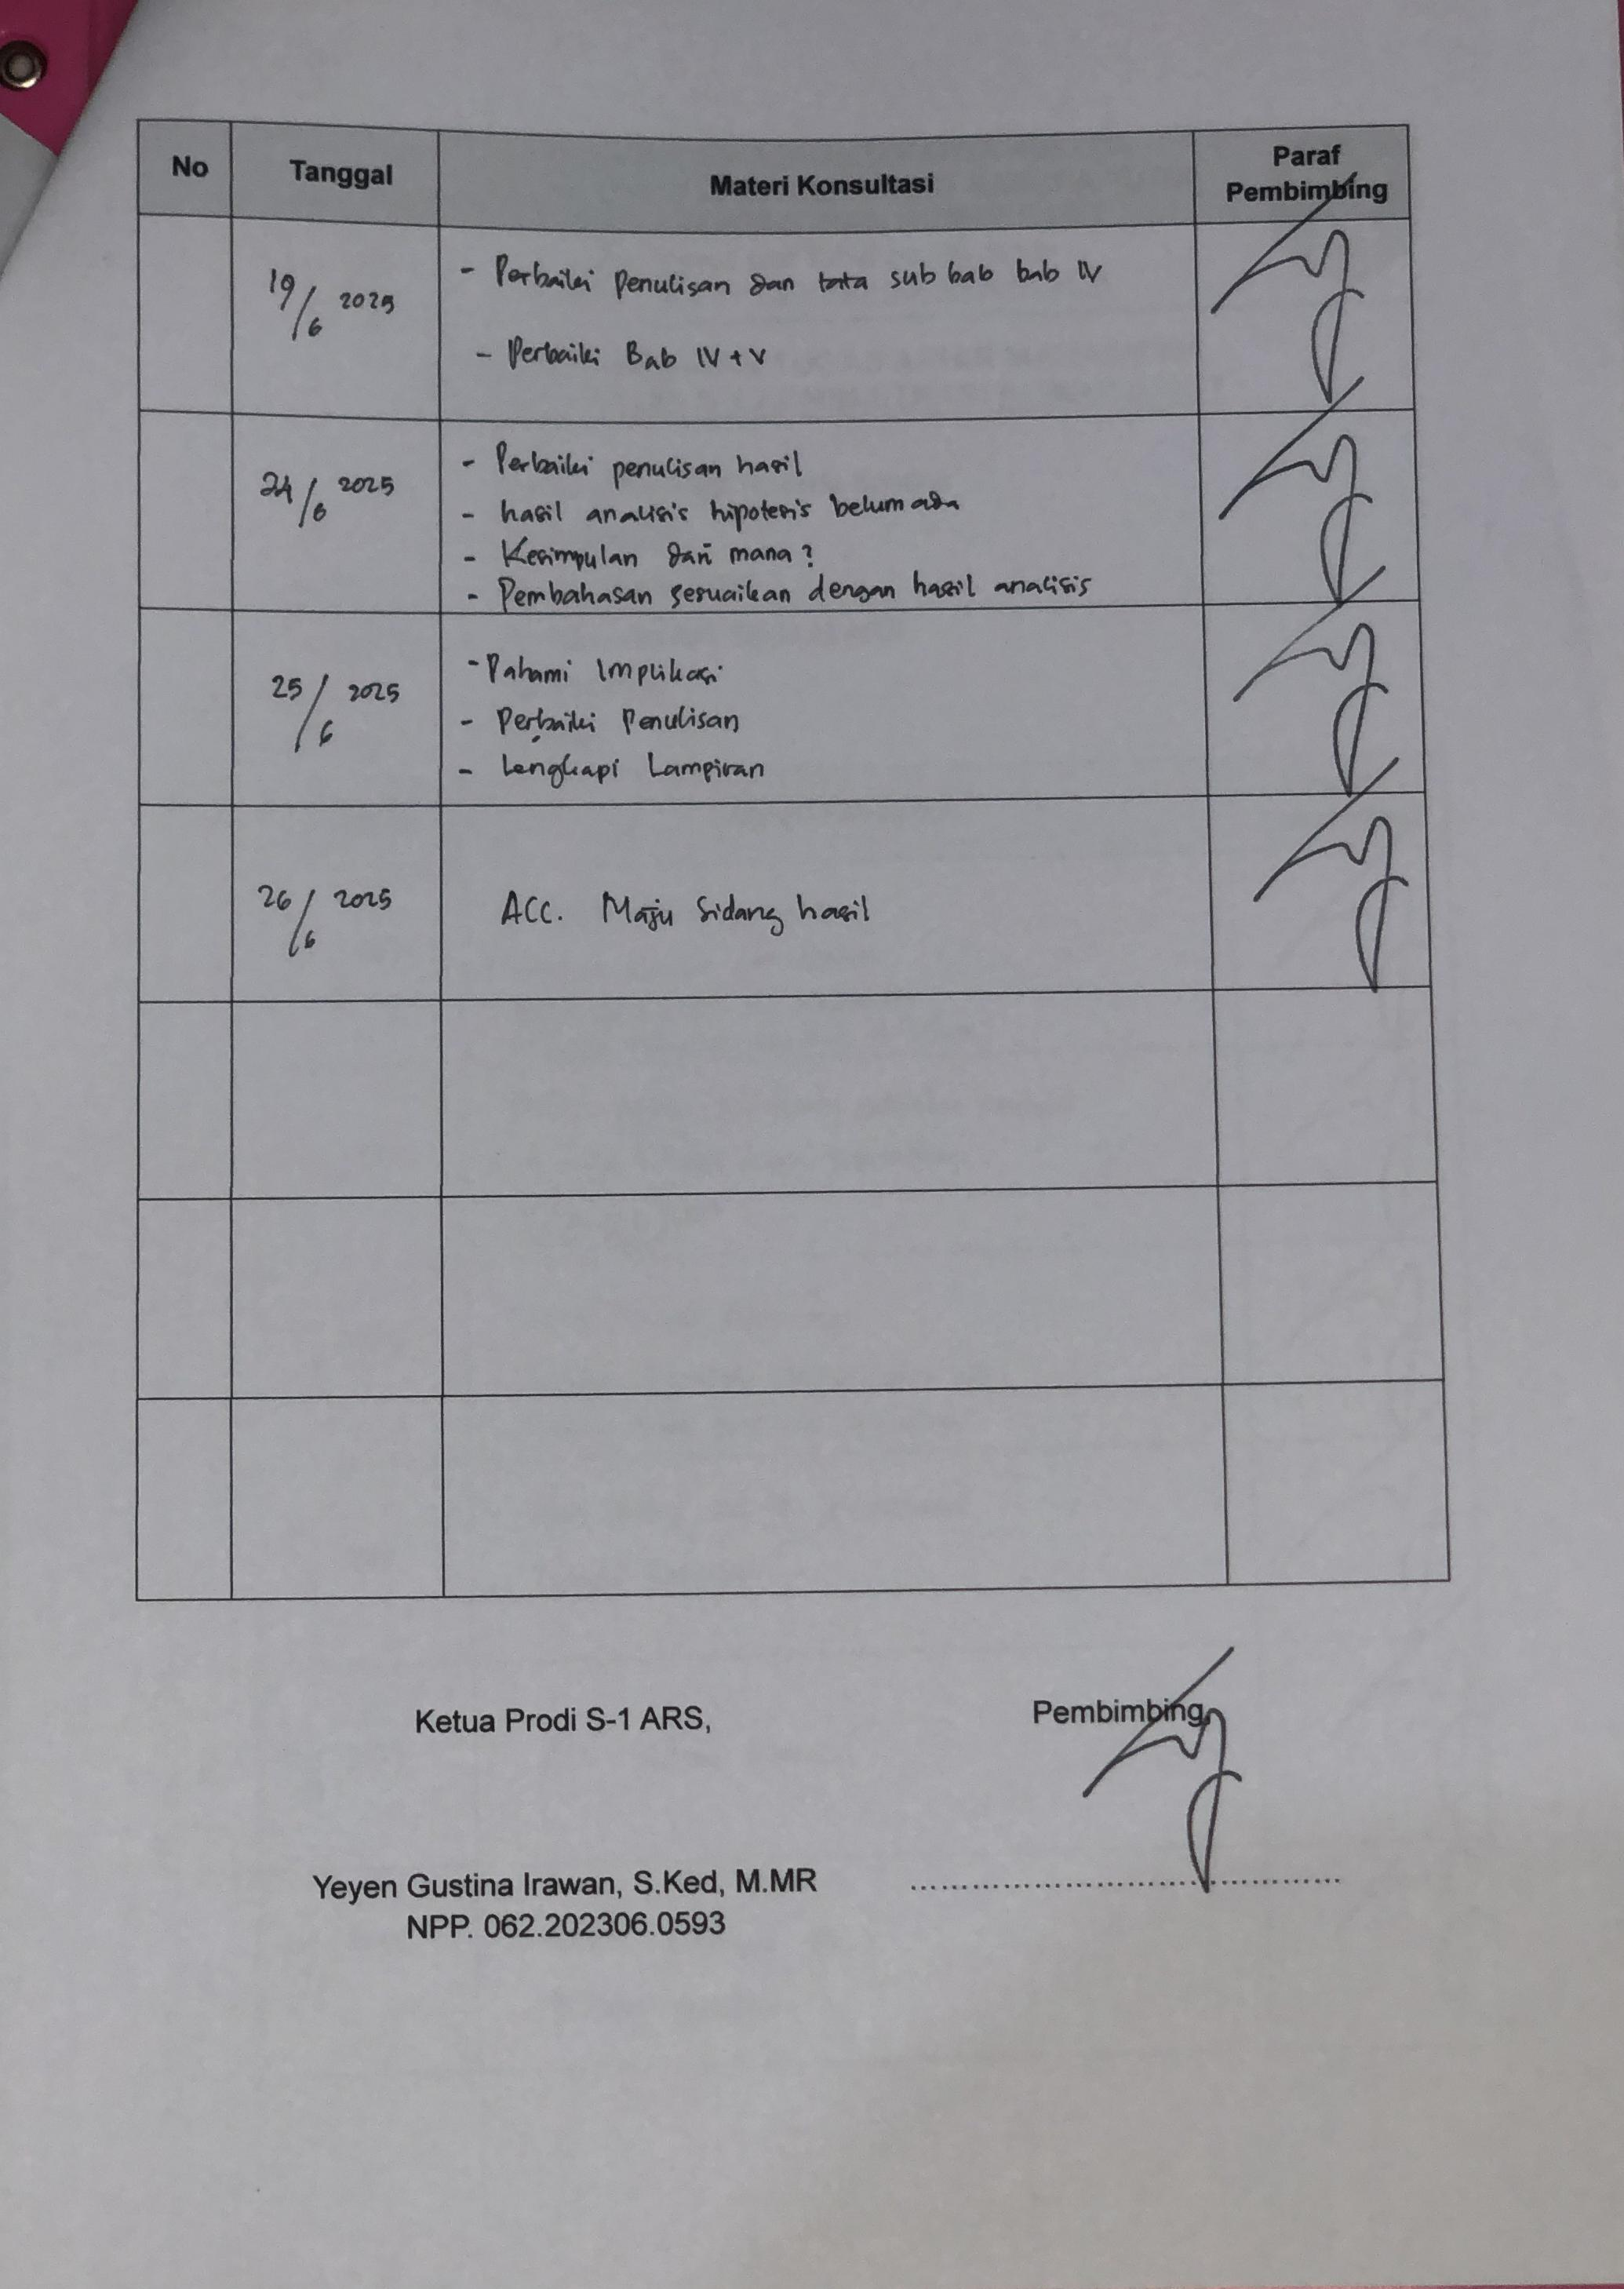 No Tanggal Materi Konsultasi Paraf
Pembimbing
19/6 2025 - Perbaiki Penulisan dan tata sub bab bab IV
- Perbaiki Bab IV + V
24/6 2025 - Perbaiki penulisan hasil
- hasil analisis hipotesis belum ada
- Kesimpulan dari mana?
- Pembahasan sesuaikan dengan hasil analisis
25/6 2025 - Pahami Implikasi
- Perbaiki Penulisan
- Lengkapi Lampiran
26/6 2025 ACC. Maju Sidang hasil
Ketua Prodi S-1 ARS, Pembimbing,
Yeyen Gustina Irawan, S.Ked, M.MR
NPP. 062.202306.0593